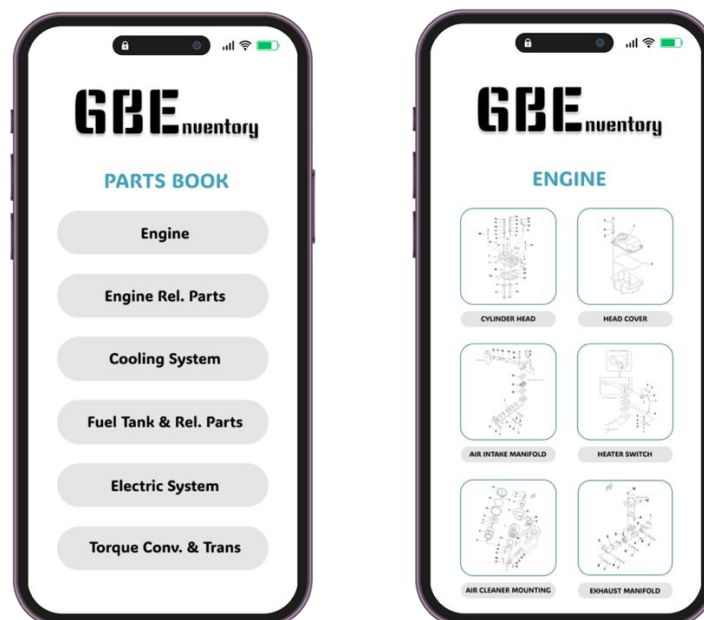 GBEnventory
PARTS BOOK
Engine
Engine Rel. Parts
Cooling System
Fuel Tank & Rel. Parts
Electric System
Torque Conv. & Trans
GBEnventory
ENGINE
CYLINDER HEAD
HEAD COVER
AIR INTAKE MANIFOLD
HEATER SWITCH
AIR CLEANER MOUNTING
EXHAUST MANIFOLD